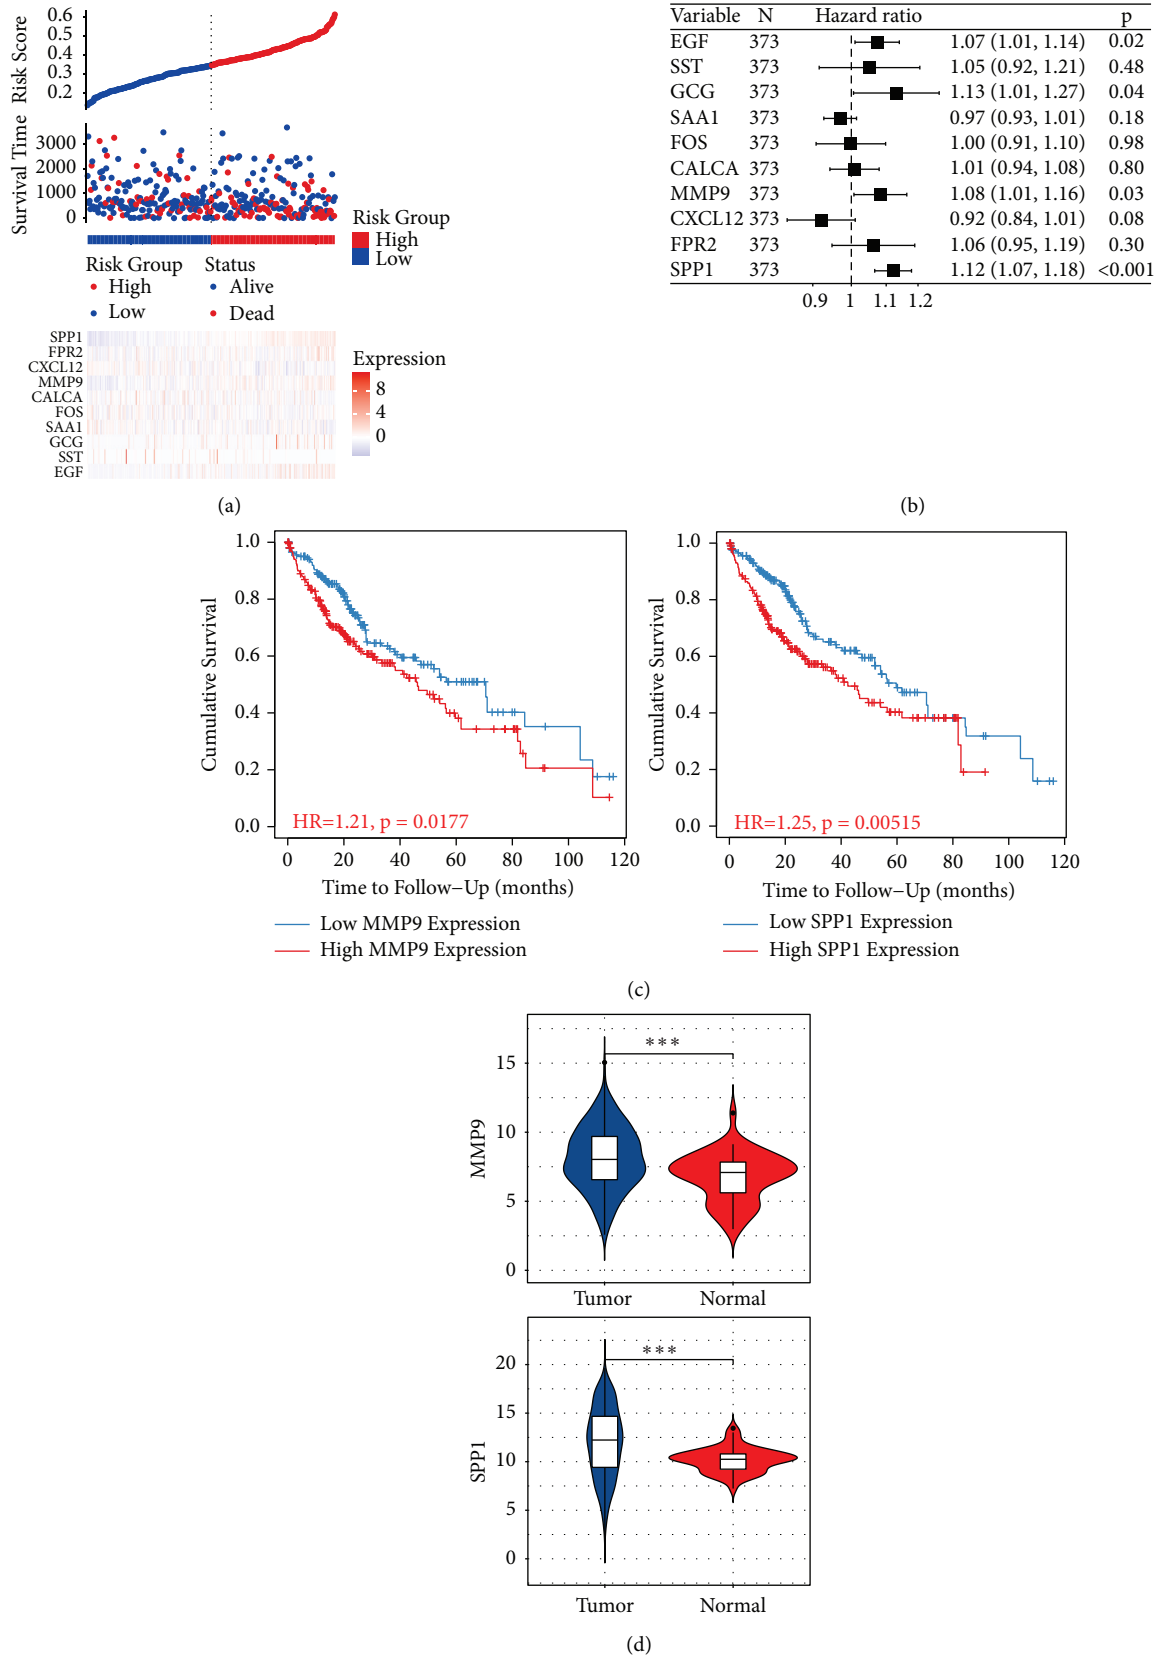 Risk Score
0.6
0.5
0.4
0.3
0.2
Survival Time
3000
2000
1000
0
Risk Group
High
Low
Risk Group Status
High Alive
Low Dead
SPP1
FPR2
CXCL12
MMP9
CALCA
FOS
SAA1
GCG
SST
EGF
Expression
8
4
0
(a)
Variable N Hazard ratio p
EGF 373 1.07 (1.01, 1.14) 0.02
SST 373 1.05 (0.92, 1.21) 0.48
GCG 373 1.13 (1.01, 1.27) 0.04
SAA1 373 0.97 (0.93, 1.01) 0.18
FOS 373 1.00 (0.91, 1.10) 0.98
CALCA 373 1.01 (0.94, 1.08) 0.80
MMP9 373 1.08 (1.01, 1.16) 0.03
CXCL12 373 0.92 (0.84, 1.01) 0.08
FPR2 373 1.06 (0.95, 1.19) 0.30
SPP1 373 1.12 (1.07, 1.18) <0.001
0.9 1 1.1 1.2
(b)
Cumulative Survival
1.0
0.8
0.6
0.4
0.2
0.0
HR=1.21, p = 0.0177
0 20 40 60 80 100 120
Time to Follow−Up (months)
Low MMP9 Expression
High MMP9 Expression
Cumulative Survival
1.0
0.8
0.6
0.4
0.2
0.0
HR=1.25, p = 0.00515
0 20 40 60 80 100 120
Time to Follow−Up (months)
Low SPP1 Expression
High SPP1 Expression
(c)
MMP9
15
10
5
0
***
Tumor Normal
SPP1
20
15
10
5
0
***
Tumor Normal
(d)